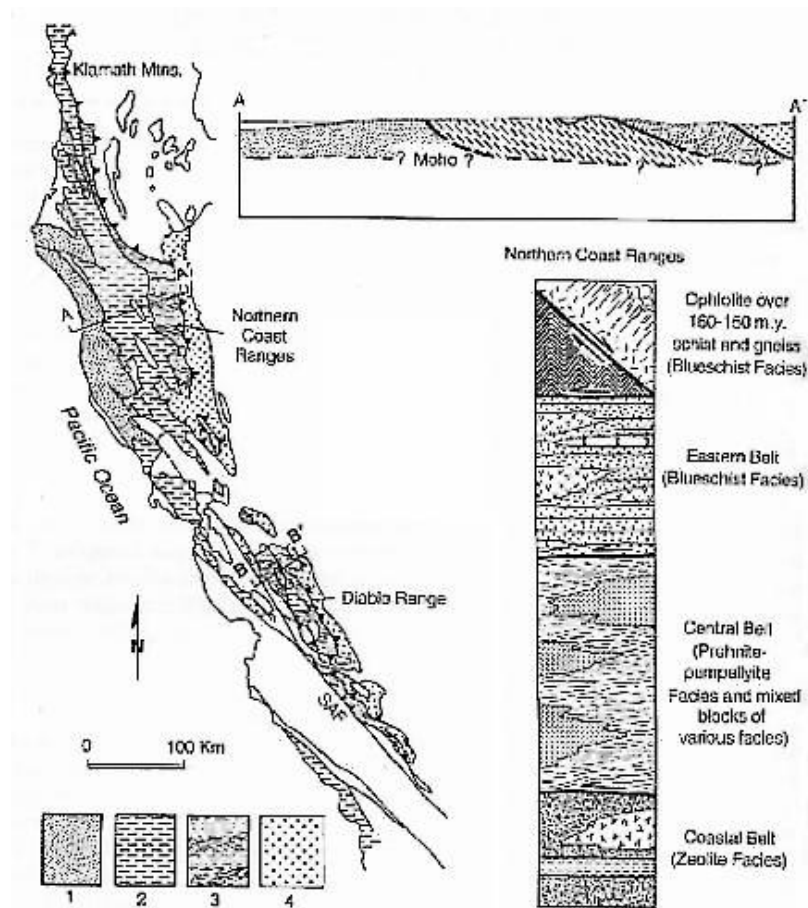 Klamath Mtns.
A
A'
? Moho ?
?
?
Northern Coast Ranges
Ophiolite over
160-150 m.y.
schist and gneiss
(Blueschist Facies)
A'
A
Northern
Coast
Ranges
Pacific Ocean
Eastern Belt
(Blueschist Facies)
SF
B'
B
Diablo Range
N
SAF
Central Belt
(Prehnite-
pumpellyite
Facies and mixed
blocks of
various facies)
0 100 Km
Coastal Belt
(Zeolite Facies)
1 2 3 4